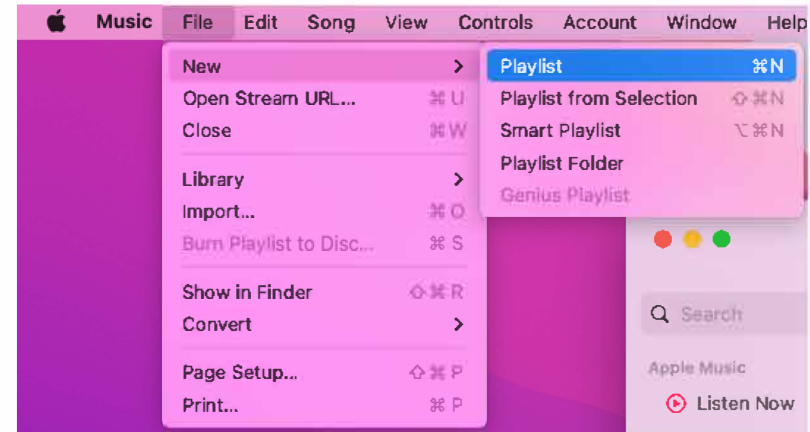 Music File Edit Song View Controls Account Window Help
New >
Open Stream URL... ⌘U
Close ⌘W
Library >
Import... ⌘O
Burn Playlist to Disc... ⌘S
Show in Finder ⇧⌘R
Convert >
Page Setup... ⇧⌘P
Print... ⌘P
Playlist ⌘N
Playlist from Selection ⇧⌘N
Smart Playlist ⌥⌘N
Playlist Folder
Genius Playlist
Search
Apple Music
Listen Now